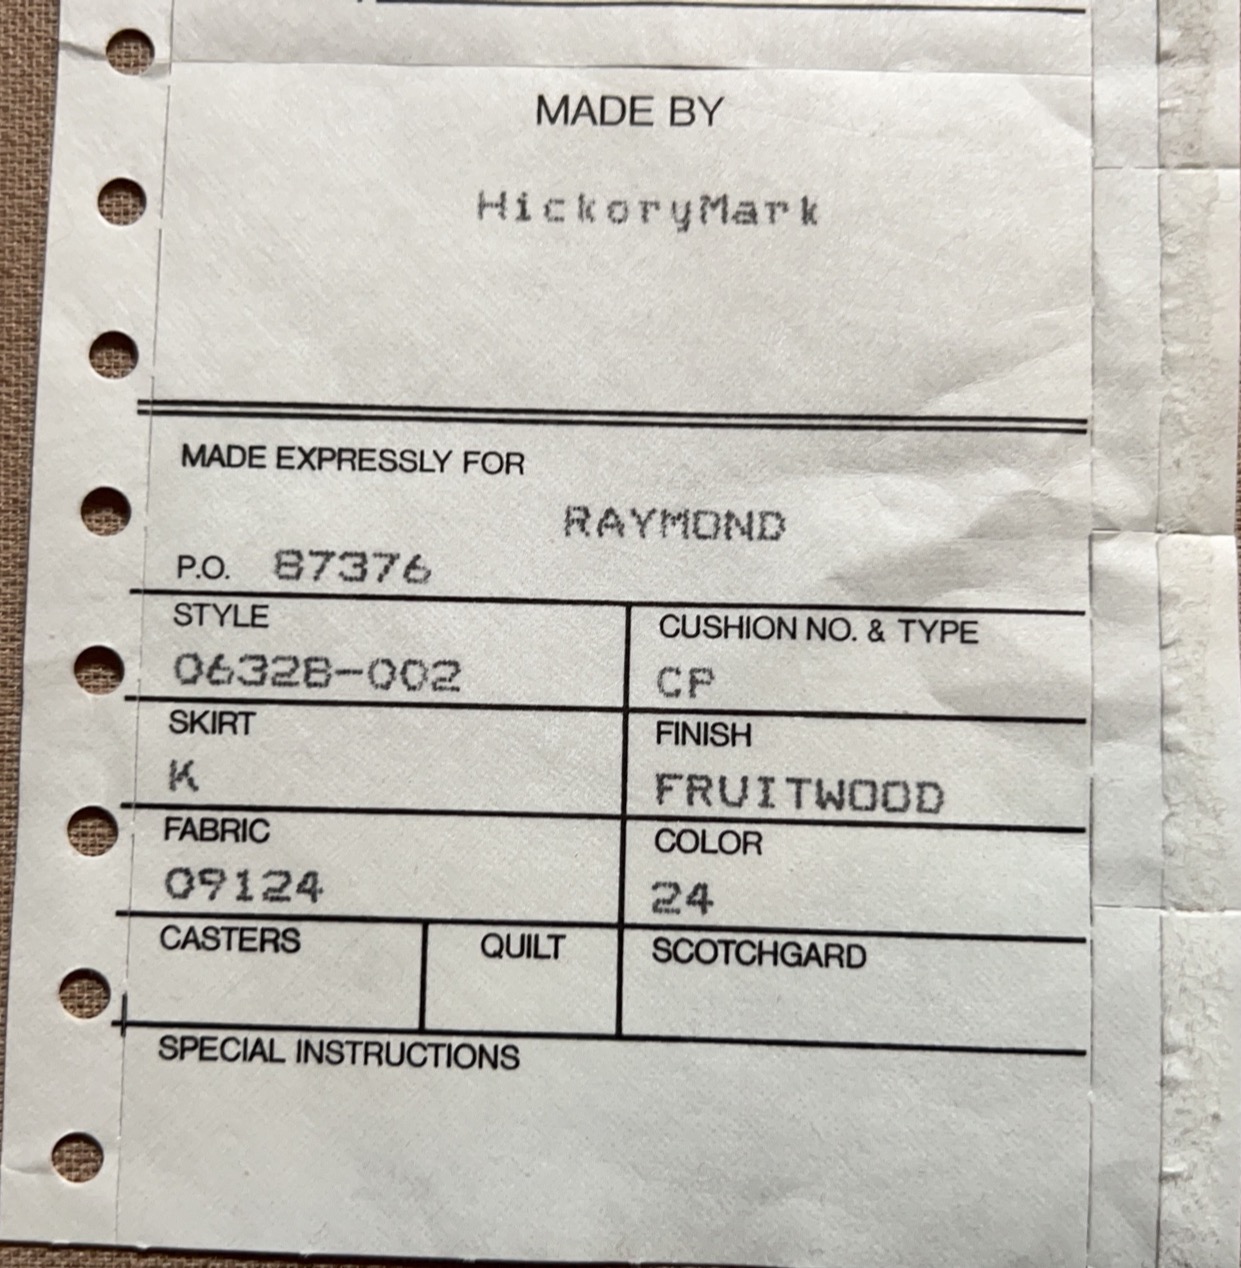 MADE BY
HickoryMark
MADE EXPRESSLY FOR
RAYMOND
P.O. 87376
STYLE
06328-002
CUSHION NO. & TYPE
CP
SKIRT
K
FINISH
FRUITWOOD
FABRIC
09124
COLOR
24
CASTERS
QUILT
SCOTCHGARD
SPECIAL INSTRUCTIONS